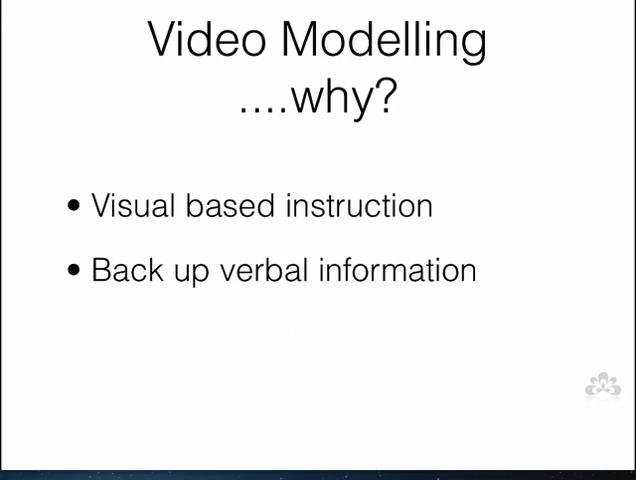 Video Modelling
....why?
• Visual based instruction
• Back up verbal information